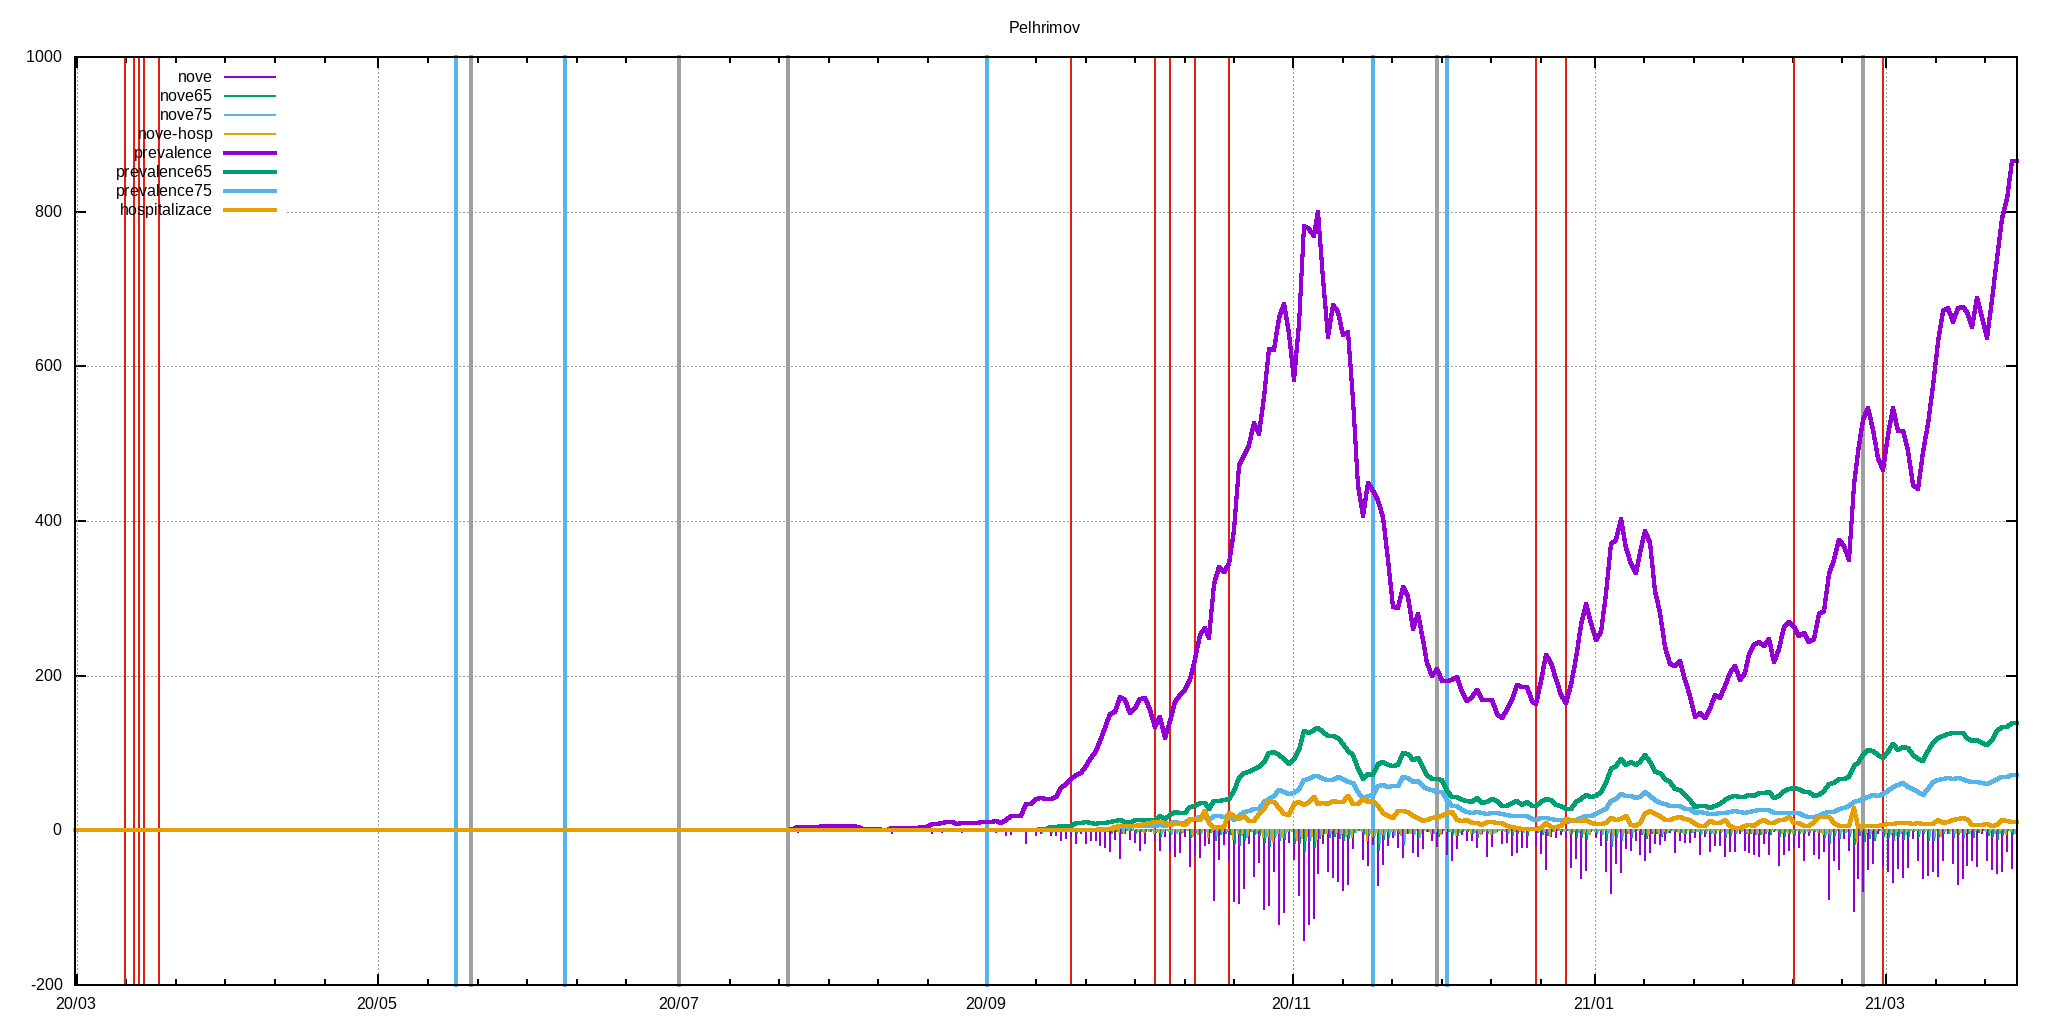 Pelhrimov
1000
800
600
400
200
0
-200
nove
nove65
nove75
nove-hosp
prevalence
prevalence65
prevalence75
hospitalizace
20/03 20/05 20/07 20/09 20/11 21/01 21/03